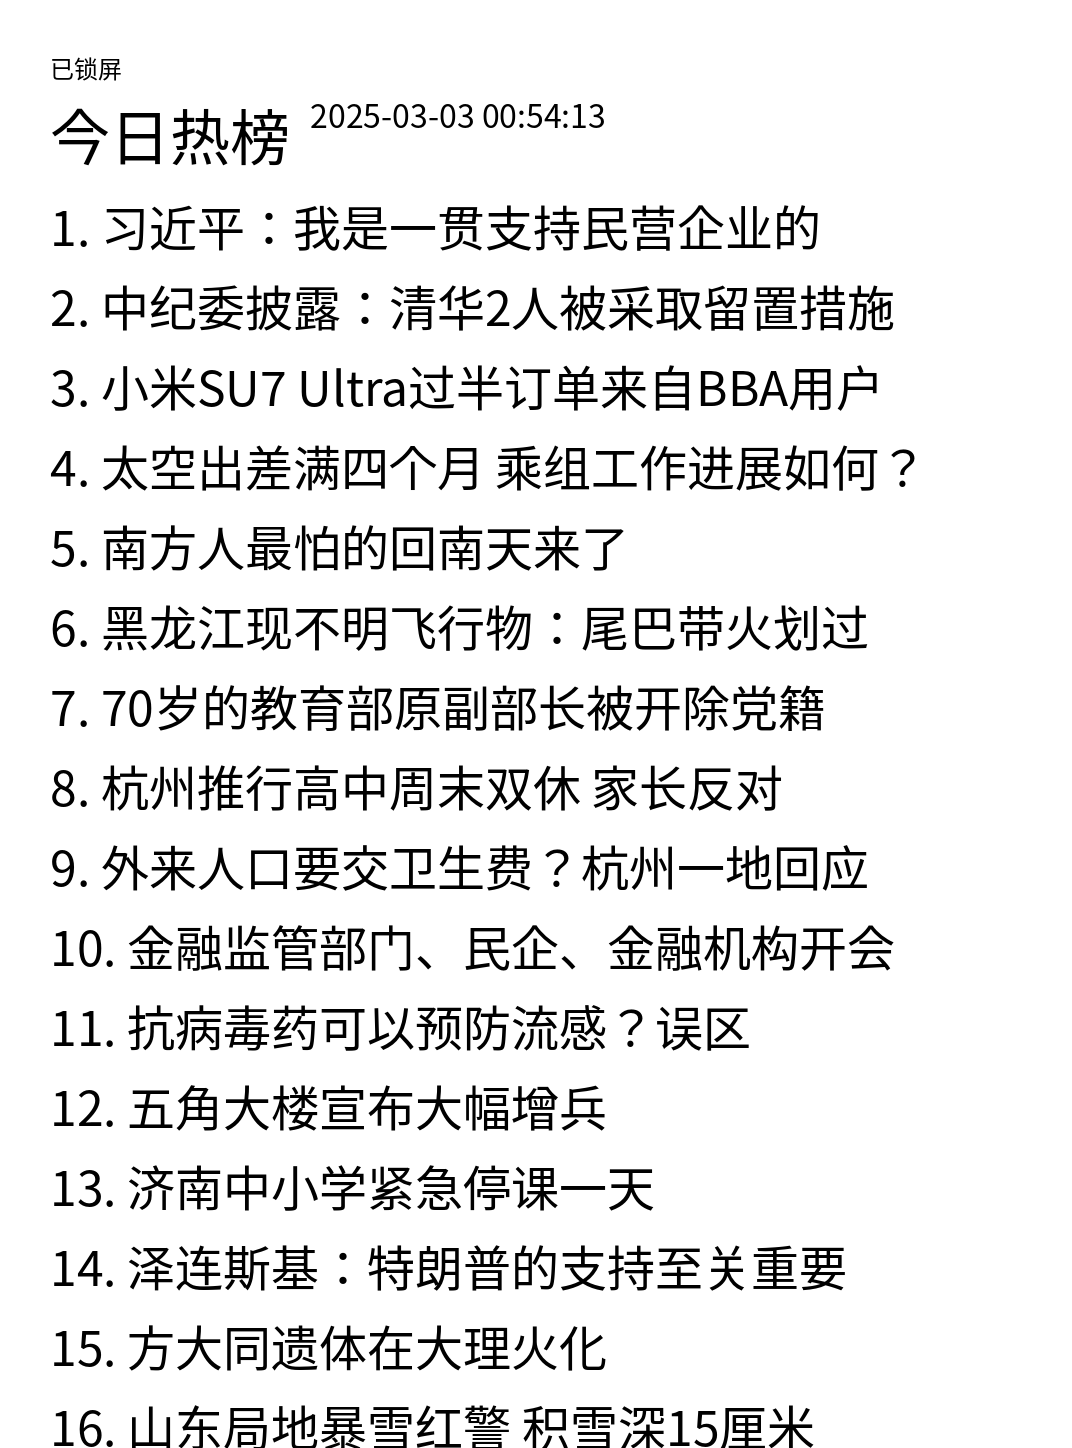 已锁屏
今日热榜 2025-03-03 00:54:13
1. 习近平：我是一贯支持民营企业的
2. 中纪委披露：清华2人被采取留置措施
3. 小米SU7 Ultra过半订单来自BBA用户
4. 太空出差满四个月 乘组工作进展如何？
5. 南方人最怕的回南天来了
6. 黑龙江现不明飞行物：尾巴带火划过
7. 70岁的教育部原副部长被开除党籍
8. 杭州推行高中周末双休 家长反对
9. 外来人口要交卫生费？杭州一地回应
10. 金融监管部门、民企、金融机构开会
11. 抗病毒药可以预防流感？误区
12. 五角大楼宣布大幅增兵
13. 济南中小学紧急停课一天
14. 泽连斯基：特朗普的支持至关重要
15. 方大同遗体在大理火化
16. 山东局地暴雪红警 积雪深15厘米